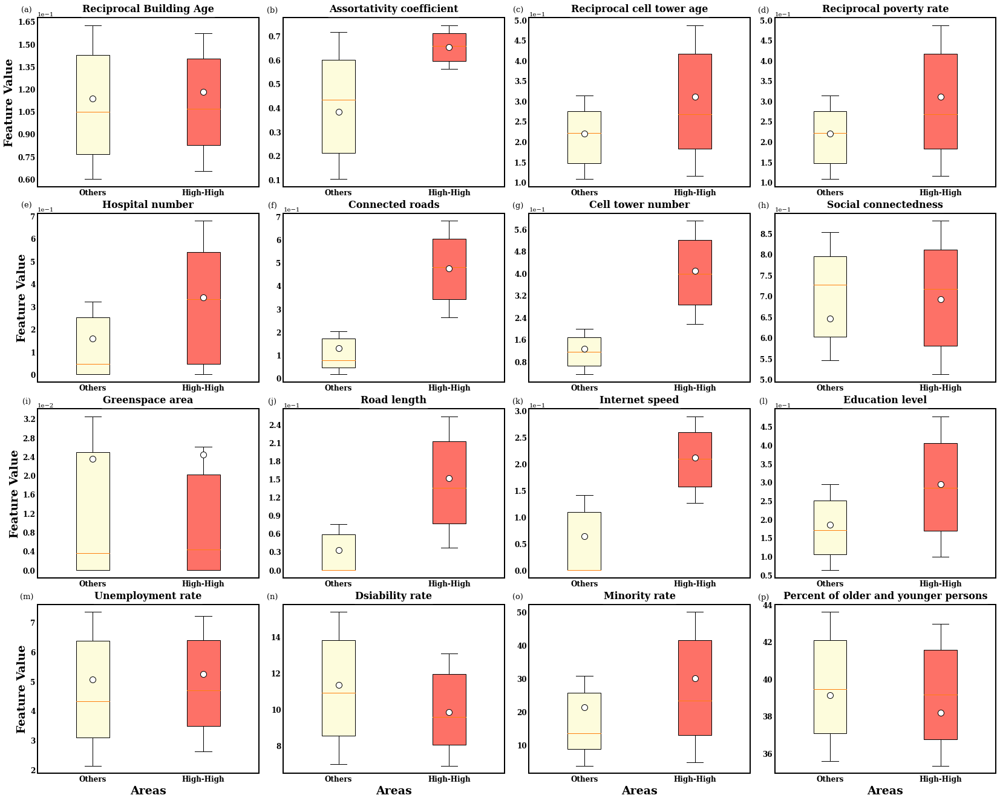 (a) Reciprocal Building Age
(b) Assortativity coefficient
(c) Reciprocal cell tower age
(d) Reciprocal poverty rate
1e−1
1.65
1.50
1.35
1.20
1.05
0.90
0.75
0.60
Feature Value
Others High-High
0.7
0.6
0.5
0.4
0.3
0.2
0.1
Others High-High
1e−1
5.0
4.5
4.0
3.5
3.0
2.5
2.0
1.5
1.0
Others High-High
1e−1
5.0
4.5
4.0
3.5
3.0
2.5
2.0
1.5
1.0
Others High-High
(e) Hospital number
(f) Connected roads
(g) Cell tower number
(h) Social connectedness
1e−1
7
6
5
4
3
2
1
0
Feature Value
Others High-High
1e−1
7
6
5
4
3
2
1
0
Others High-High
1e−1
5.6
4.8
4.0
3.2
2.4
1.6
0.8
Others High-High
1e−1
8.5
8.0
7.5
7.0
6.5
6.0
5.5
5.0
Others High-High
(i) Greenspace area
(j) Road length
(k) Internet speed
(l) Education level
1e−2
3.2
2.8
2.4
2.0
1.6
1.2
0.8
0.4
0.0
Feature Value
Others High-High
1e−1
2.4
2.1
1.8
1.5
1.2
0.9
0.6
0.3
0.0
Others High-High
1e−1
3.0
2.5
2.0
1.5
1.0
0.5
0.0
Others High-High
1e−1
4.5
4.0
3.5
3.0
2.5
2.0
1.5
1.0
0.5
Others High-High
(m) Unemployment rate
(n) Dsiability rate
(o) Minority rate
(p) Percent of older and younger persons
7
6
5
4
3
2
Feature Value
Others High-High
Areas
14
12
10
8
Others High-High
Areas
50
40
30
20
10
Others High-High
Areas
44
42
40
38
36
Others High-High
Areas